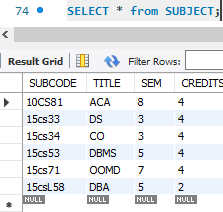 74 SELECT * from SUBJECT;
Result Grid Filter Rows:
SUBCODE TITLE SEM CREDITS
10CS81 ACA 8 4
15cs33 DS 3 4
15cs34 CO 3 4
15cs53 DBMS 5 4
15cs71 OOMD 7 4
15csL58 DBA 5 2
NULL NULL NULL NULL